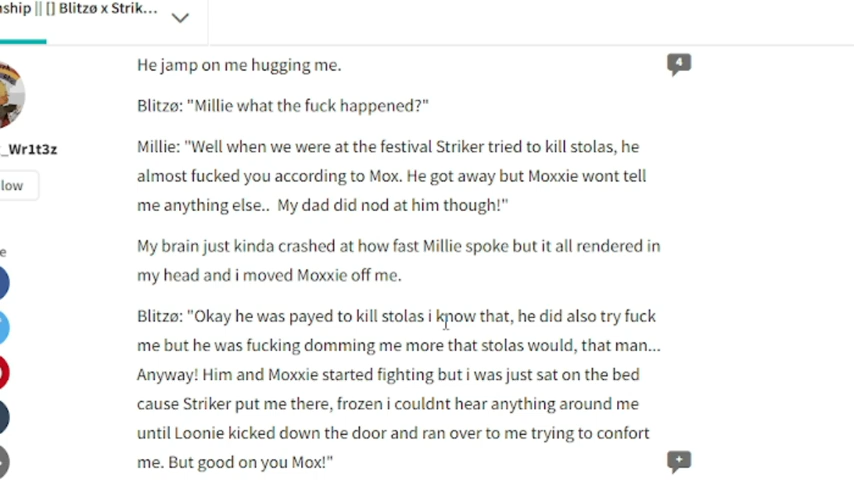 ship || [] Blitzø x Strik...
He jamp on me hugging me.
4
Blitzø: "Millie what the fuck happened?"
_Wr1t3z
Millie: "Well when we were at the festival Striker tried to kill stolas, he
almost fucked you according to Mox. He got away but Moxxie wont tell
low
me anything else..  My dad did nod at him though!"
My brain just kinda crashed at how fast Millie spoke but it all rendered in
my head and i moved Moxxie off me.
Blitzø: "Okay he was payed to kill stolas i know that, he did also try fuck
me but he was fucking domming me more that stolas would, that man...
Anyway! Him and Moxxie started fighting but i was just sat on the bed
cause Striker put me there, frozen i couldnt hear anything around me
until Loonie kicked down the door and ran over to me trying to confort
me. But good on you Mox!"
+